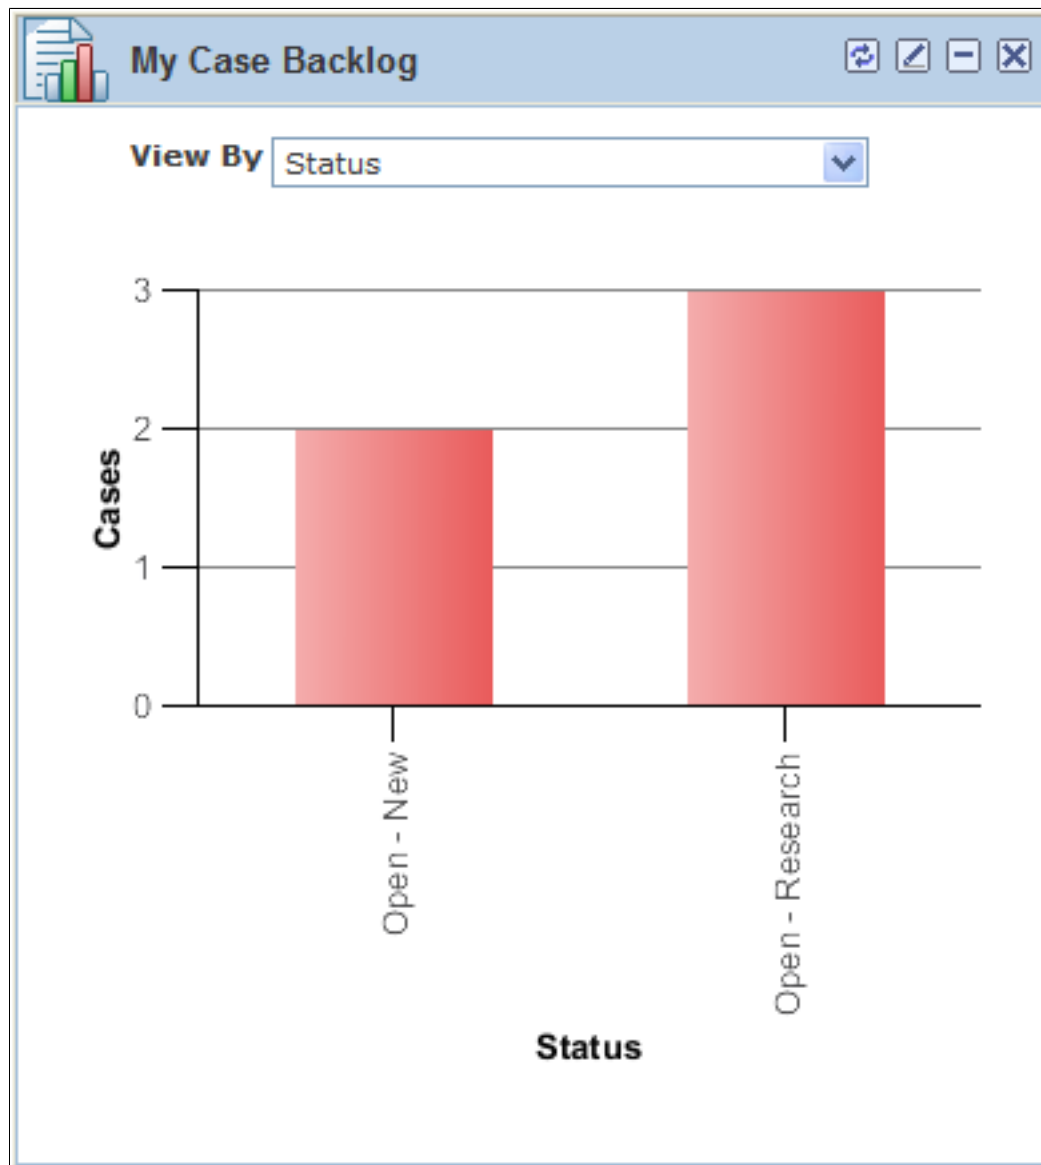 My Case Backlog
View By Status
3
2
1
0
Cases
Open - New
Open - Research
Status